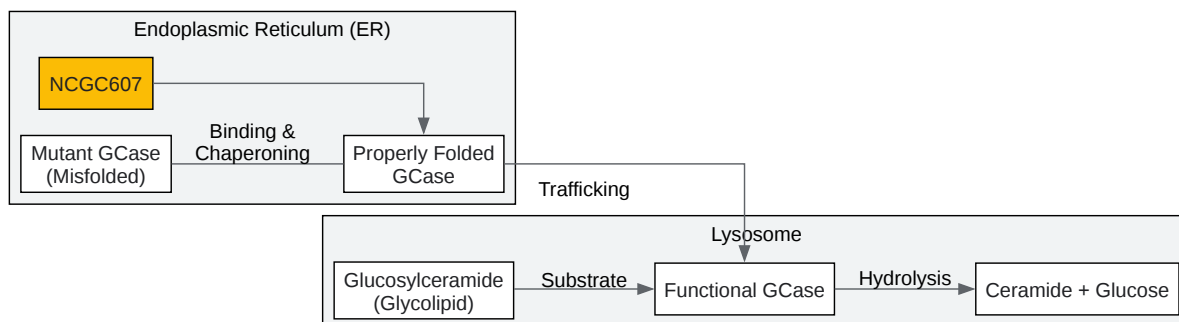 Endoplasmic Reticulum (ER)
NCGC607
Binding &
Chaperoning
Mutant GCase
(Misfolded)
Properly Folded
GCase
Trafficking
Lysosome
Glucosylceramide
(Glycolipid)
Substrate
Functional GCase
Hydrolysis
Ceramide + Glucose